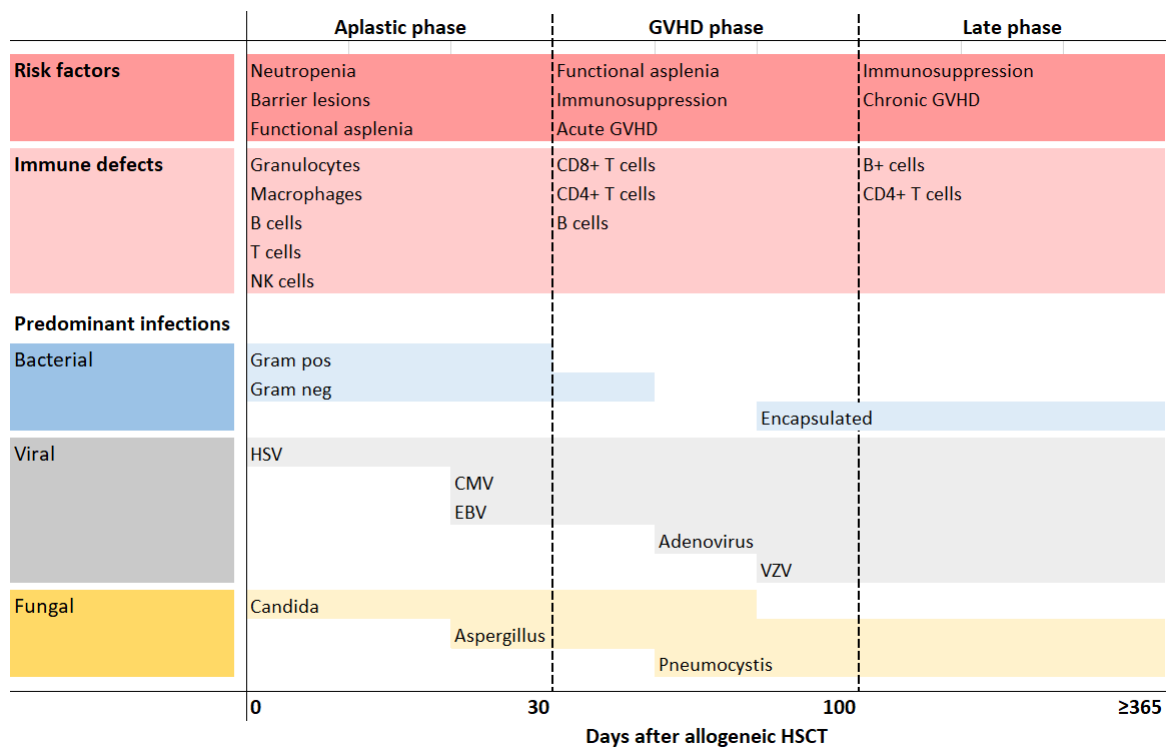 Aplastic phase GVHD phase Late phase
Risk factors Neutropenia Functional asplenia Immunosuppression
Barrier lesions Immunosuppression Chronic GVHD
Functional asplenia Acute GVHD
Immune defects Granulocytes CD8+ T cells B+ cells
Macrophages CD4+ T cells CD4+ T cells
B cells B cells
T cells
NK cells
Predominant infections
Bacterial Gram pos
Gram neg
Encapsulated
Viral HSV
CMV
EBV
Adenovirus
VZV
Fungal Candida
Aspergillus
Pneumocystis
0 30 100 ≥365
Days after allogeneic HSCT